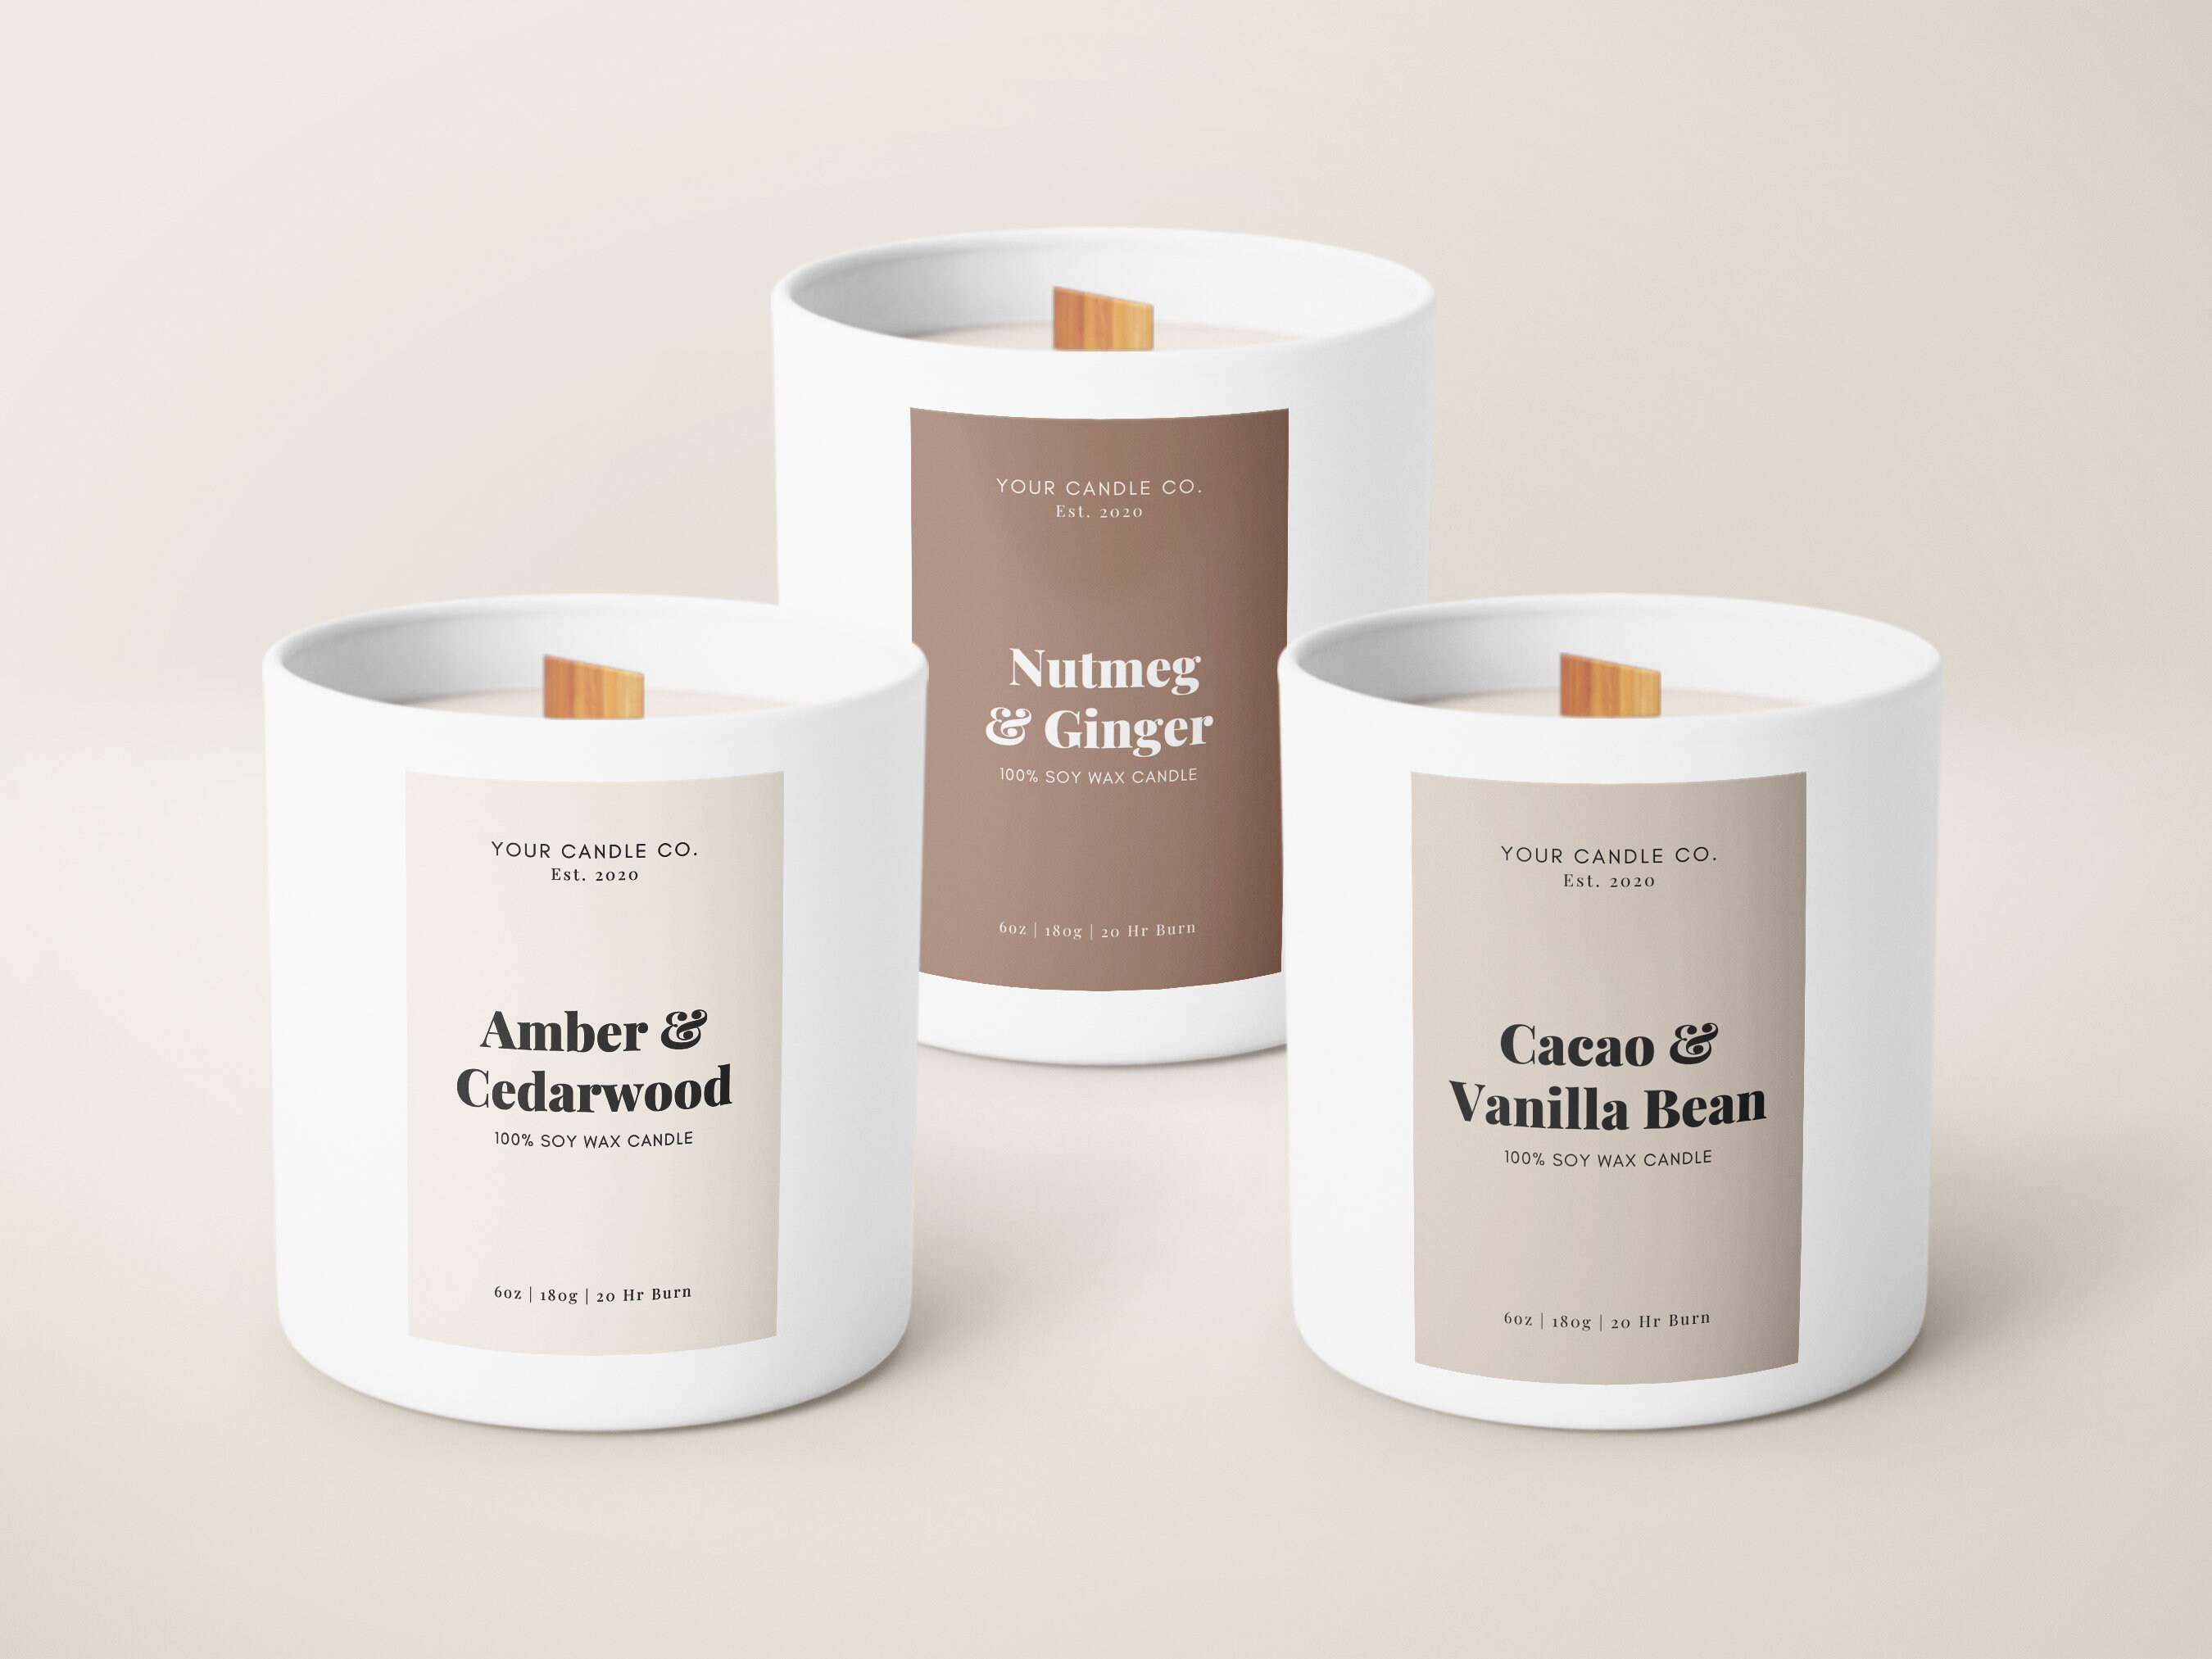 YOUR CANDLE CO.
Est. 2020
Nutmeg
& Ginger
100% SOY WAX CANDLE
6oz | 180g | 20 Hr Burn
YOUR CANDLE CO.
Est. 2020
Amber &
Cedarwood
100% SOY WAX CANDLE
6oz | 180g | 20 Hr Burn
YOUR CANDLE CO.
Est. 2020
Cacao &
Vanilla Bean
100% SOY WAX CANDLE
6oz | 180g | 20 Hr Burn